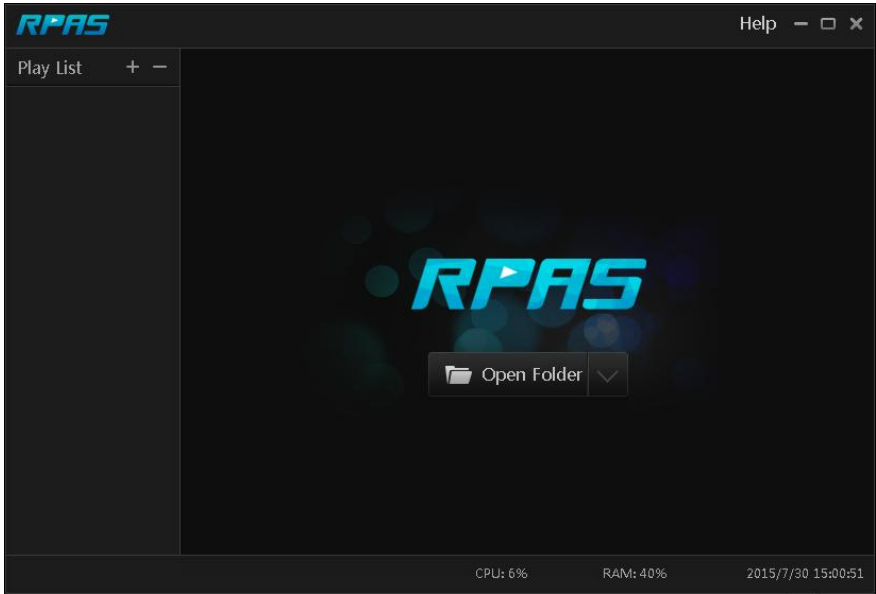 RPAS
Help
Play List + −
RPAS
Open Folder
CPU: 6% RAM: 40% 2015/7/30 15:00:51